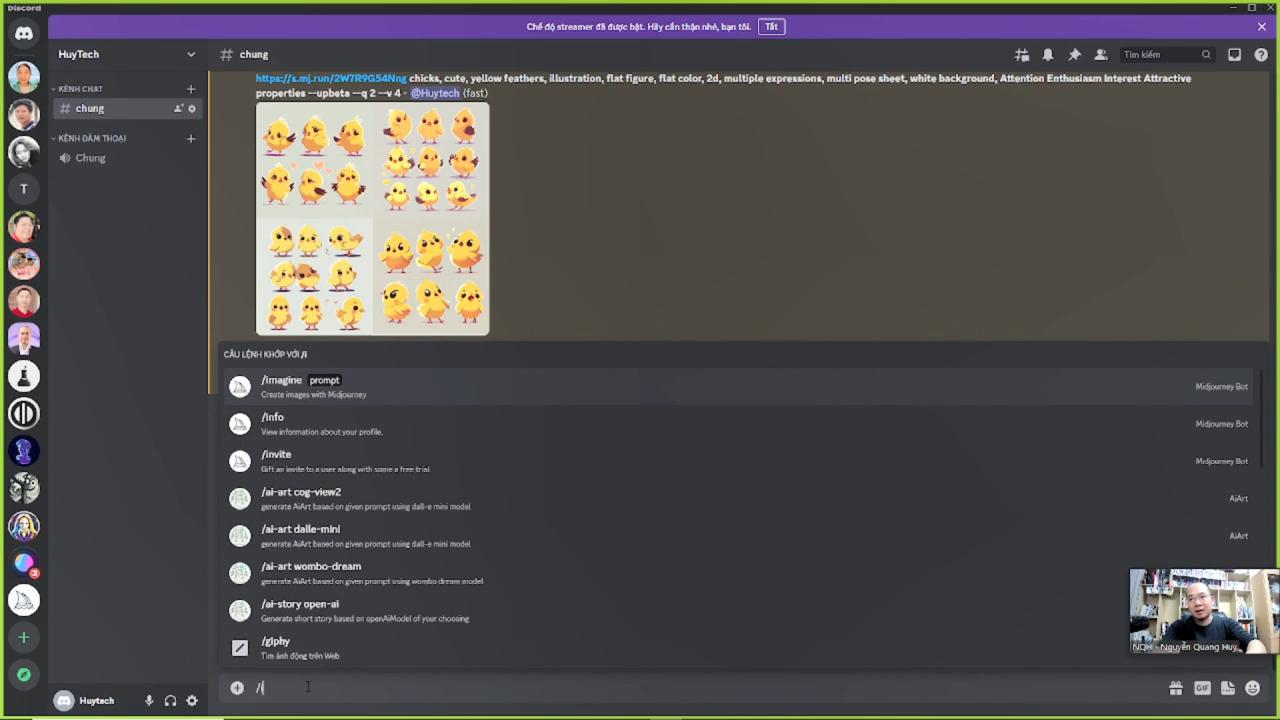 Discord
Chế độ streamer đã được bật. Hãy cẩn thận nhé, bạn tôi.
Tắt
HuyTech
# chung
Tìm kiếm
KÊNH CHAT
# chung
KÊNH ĐÀM THOẠI
Chung
https://s.mj.run/2W7R9G54Nng chicks, cute, yellow feathers, illustration, flat figure, flat color, 2d, multiple expressions, multi pose sheet, white background, Attention Enthusiasm Interest Attractive
properties --upbeta --q 2 --v 4 - @Huytech (fast)
CÂU LỆNH KHỚP VỚI /i
/imagine prompt
Create images with Midjourney
Midjourney Bot
/info
View information about your profile.
Midjourney Bot
/invite
Gift an invite to a user along with some a free trial
Midjourney Bot
/ai-art cog-view2
generate AiArt based on given prompt using dall-e mini model
AiArt
/ai-art dalle-mini
generate AiArt based on given prompt using dall-e mini model
AiArt
/ai-art wombo-dream
generate AiArt based on given prompt using wombo dream model
/ai-story open-ai
Generate short story based on openAiModel of your choosing
/giphy
Tìm ảnh động trên Web
NQH - Nguyễn Quang Huy
/i
GIF
Huytech
T
3